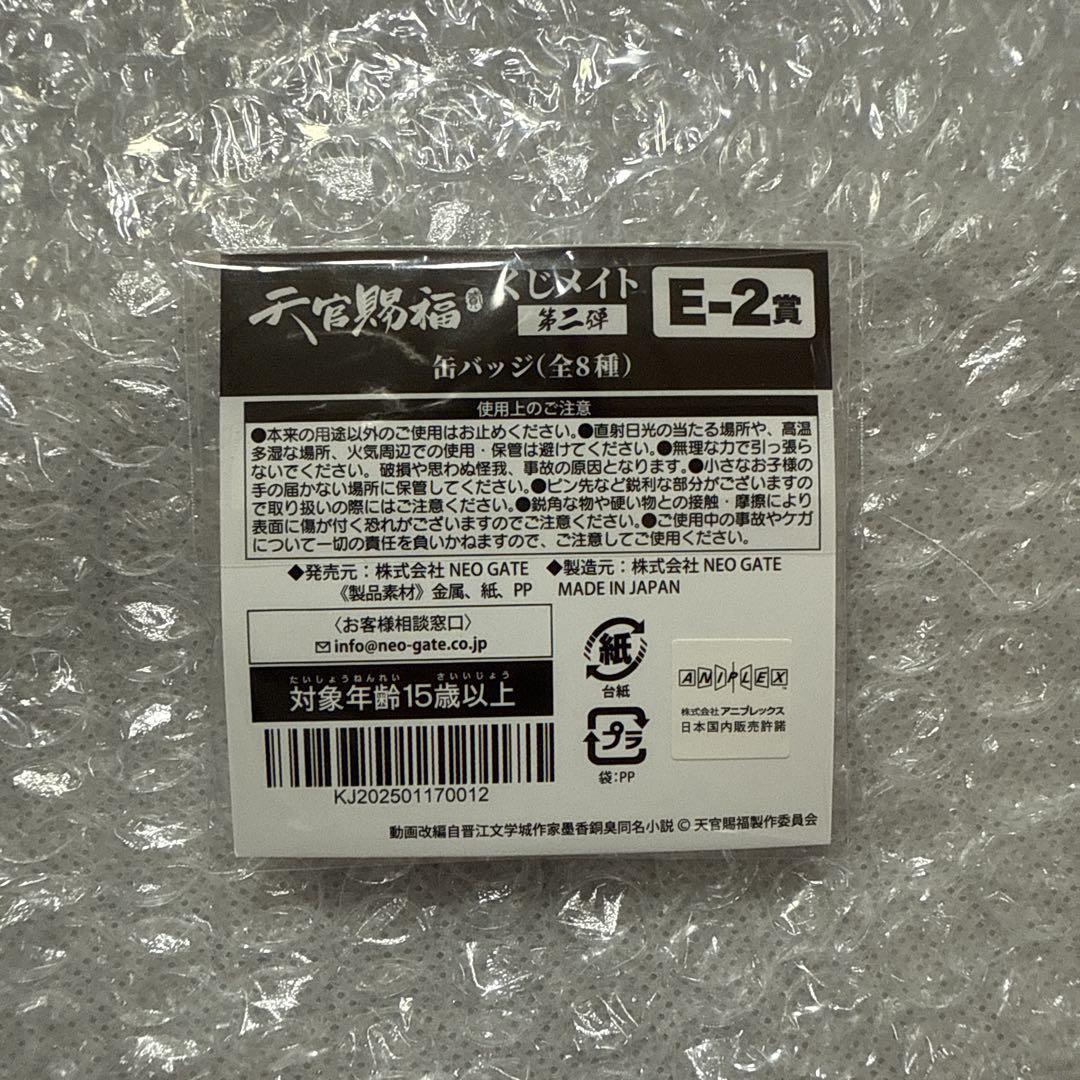 天官賜福 貳
くじメイト
第二弾
E-2賞
缶バッジ(全8種)
使用上のご注意
●本来の用途以外のご使用はお止めください。●直射日光の当たる場所や、高温
多湿な場所、火気周辺での使用・保管は避けてください。●無理な力で引っ張ら
ないでください。破損や思わぬ怪我、事故の原因となります。●小さなお子様の
手の届かない場所に保管してください。●ピン先など鋭利な部分がございますの
で取り扱いの際にはご注意ください。●鋭角な物や硬い物との接触・摩擦により
表面に傷が付く恐れがございますのでご注意ください。●ご使用中の事故やケガ
について一切の責任を負いかねますので、ご注意してご使用ください。
◆発売元：株式会社 NEO GATE ◆製造元：株式会社 NEO GATE
《製品素材》金属、紙、PP MADE IN JAPAN
〈お客様相談窓口〉
info@neo-gate.co.jp
たいしょうねんれい さいいじょう
対象年齢15歳以上
KJ202501170012
紙
台紙
プラ
袋:PP
ANIPLEX
株式会社 アニプレックス
日本国内販売許諾
動画改編自晋江文学城作家墨香銅臭同名小説 © 天官賜福製作委員会